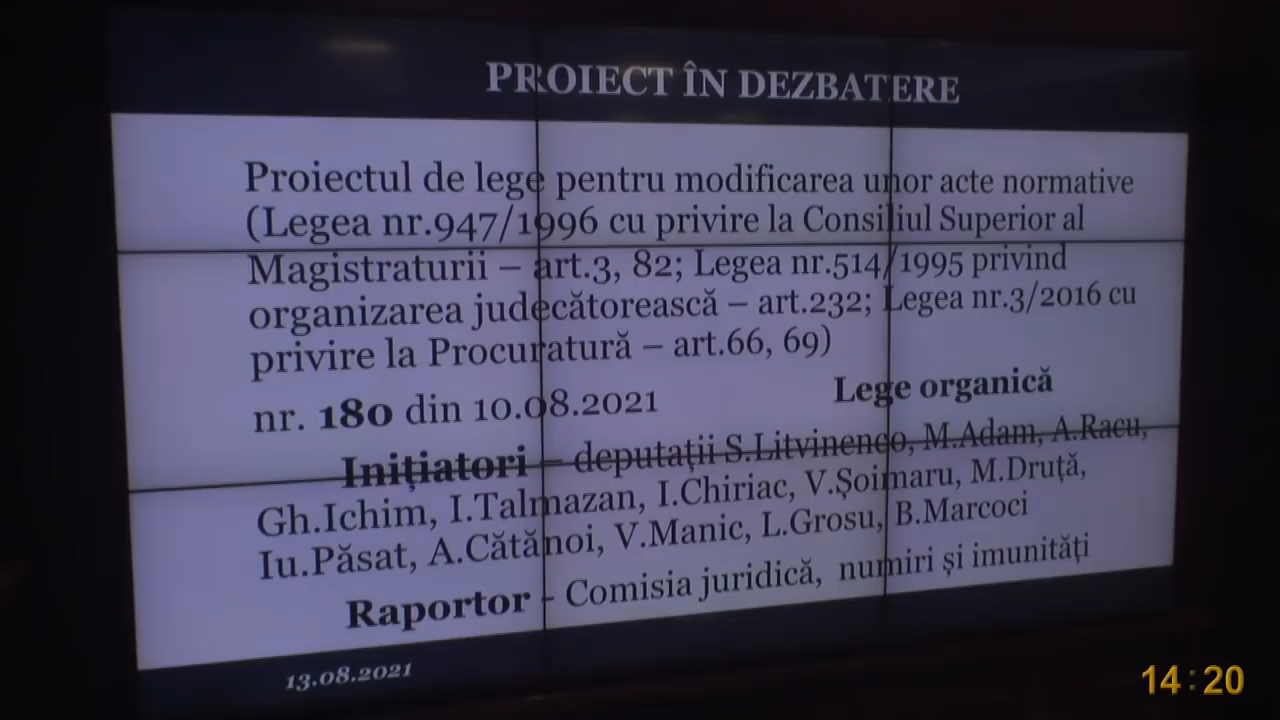 PROIECT ÎN DEZBATERE
Proiectul de lege pentru modificarea unor acte normative
(Legea nr.947/1996 cu privire la Consiliul Superior al
Magistraturii – art.3, 82; Legea nr.514/1995 privind
organizarea judecătorească – art.232; Legea nr.3/2016 cu
privire la Procuratură – art.66, 69)
nr. 180 din 10.08.2021
Lege organică
Inițiatori – deputații S.Litvinenco, M.Adam, A.Racu,
Gh.Ichim, I.Talmazan, I.Chiriac, V.Șoimaru, M.Druță,
Iu.Păsat, A.Cătănoi, V.Manic, L.Grosu, B.Marcoci
Raportor - Comisia juridică, numiri și imunități
13.08.2021
14:20